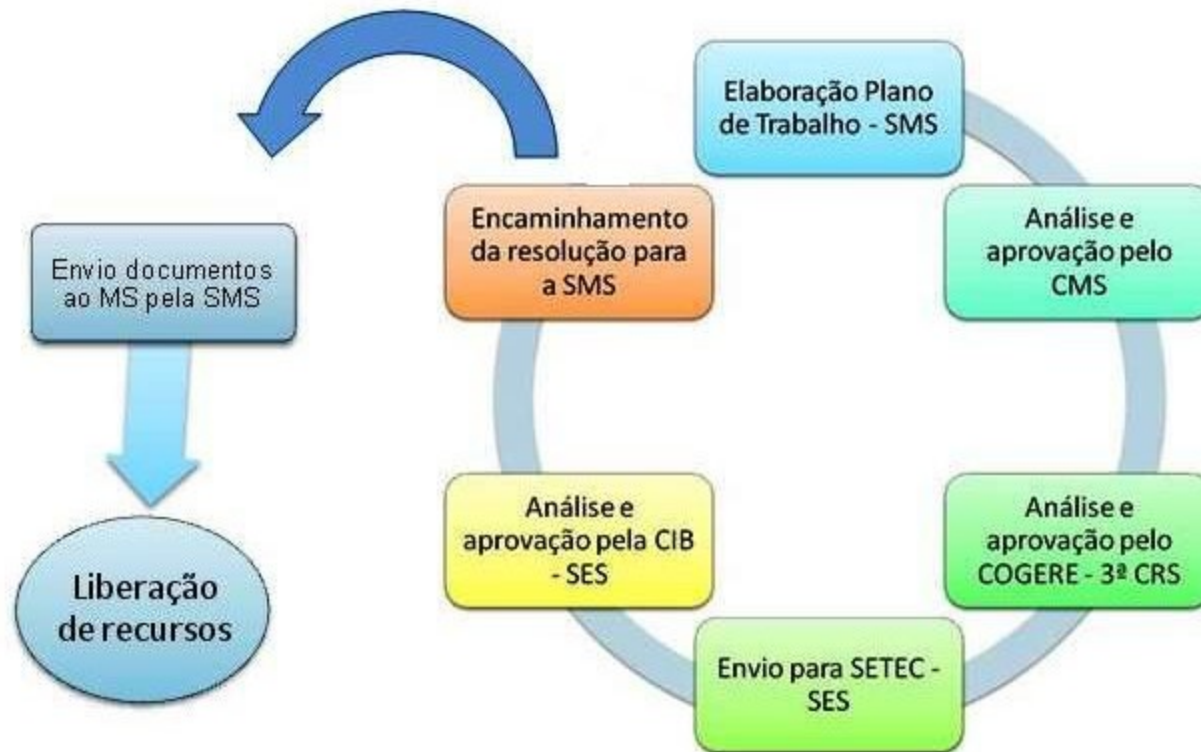 Elaboração Plano
de Trabalho - SMS
Análise e
aprovação pelo
CMS
Análise e
aprovação pelo
COGERE - 3ª CRS
Envio para SETEC -
SES
Análise e
aprovação pela CIB
- SES
Encaminhamento
da resolução para
a SMS
Envio documentos
ao MS pela SMS
Liberação
de recursos